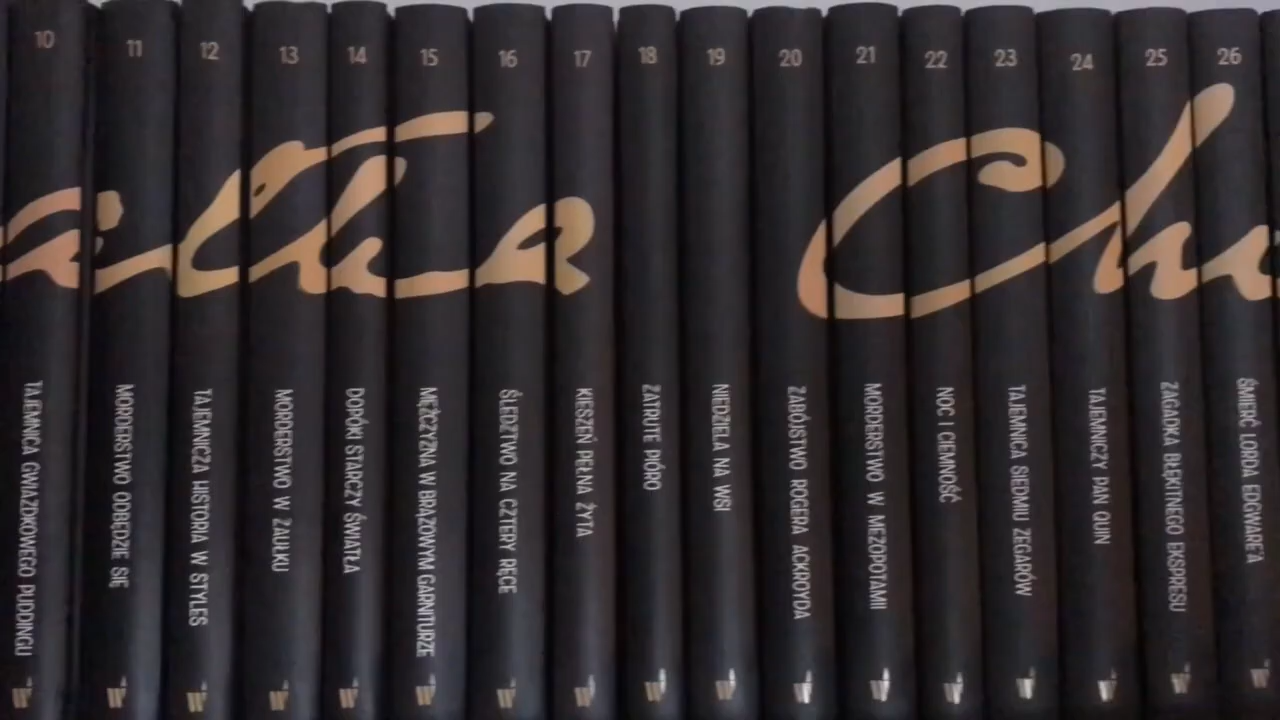 10
11
12
13
14
15
16
17
18
19
20
21
22
23
24
25
26
atha
Chr
TAJEMNICA GWIAZDKOWEGO PUDDINGU
MORDERSTWO ODBĘDZIE SIĘ
TAJEMNICZA HISTORIA W STYLES
MORDERSTWO W ZAUŁKU
DOPÓKI STARCZY ŚWIATŁA
MĘŻCZYZNA W BRĄZOWYM GARNITURZE
ŚLEDZTWO NA CZTERY RĘCE
KIESZEŃ PEŁNA ŻYTA
ZATRUTE PIÓRO
NIEDZIELA NA WSI
ZABÓJSTWO ROGERA ACKROYDA
MORDERSTWO W MEZOPOTAMII
NOC I CIEMNOŚĆ
TAJEMNICA SIEDMIU ZEGARÓW
TAJEMNICZY PAN QUIN
ZAGADKA BŁĘKITNEGO EKSPRESU
ŚMIERĆ LORDA EDGWARE'A